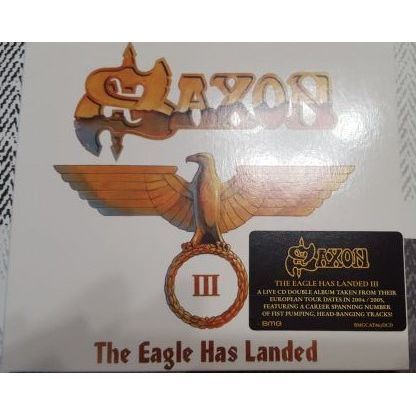 SAXON
III
The Eagle Has Landed
SAXON
THE EAGLE HAS LANDED III
A LIVE CD DOUBLE ALBUM TAKEN FROM THEIR
EUROPEAN TOUR DATES IN 2004 / 2005,
FEATURING A CAREER SPANNING NUMBER
OF FIST PUMPING, HEAD-BANGING TRACKS!
BMG